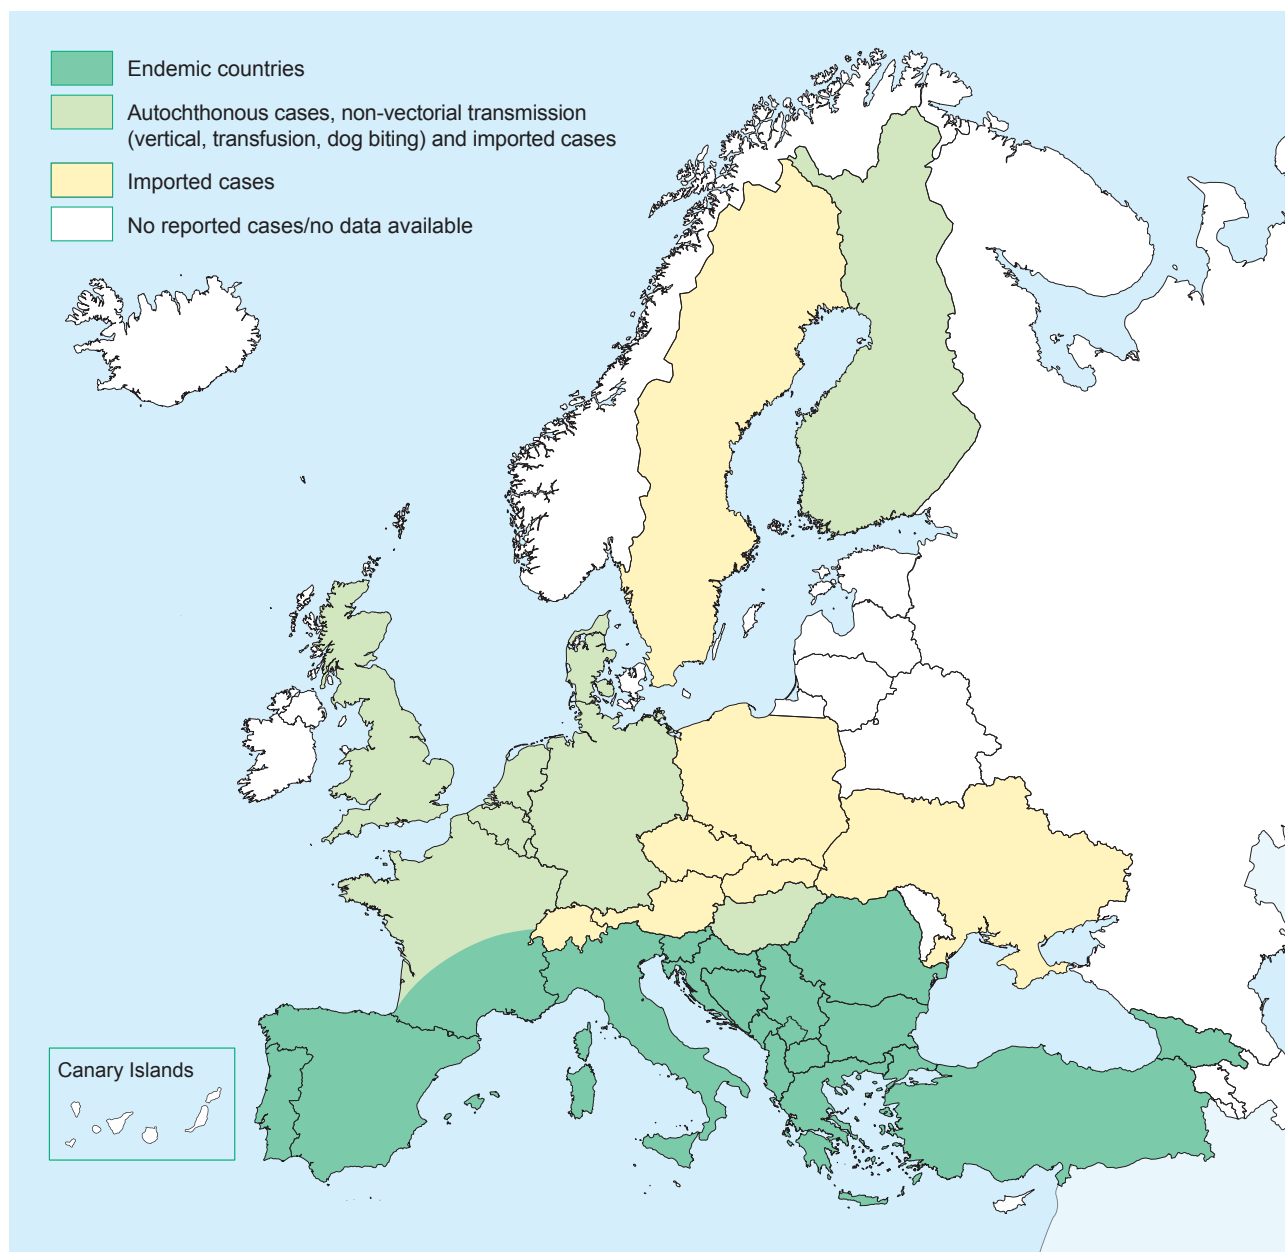 Endemic countries
Autochthonous cases, non-vectorial transmission
(vertical, transfusion, dog biting) and imported cases
Imported cases
No reported cases/no data available
Canary Islands